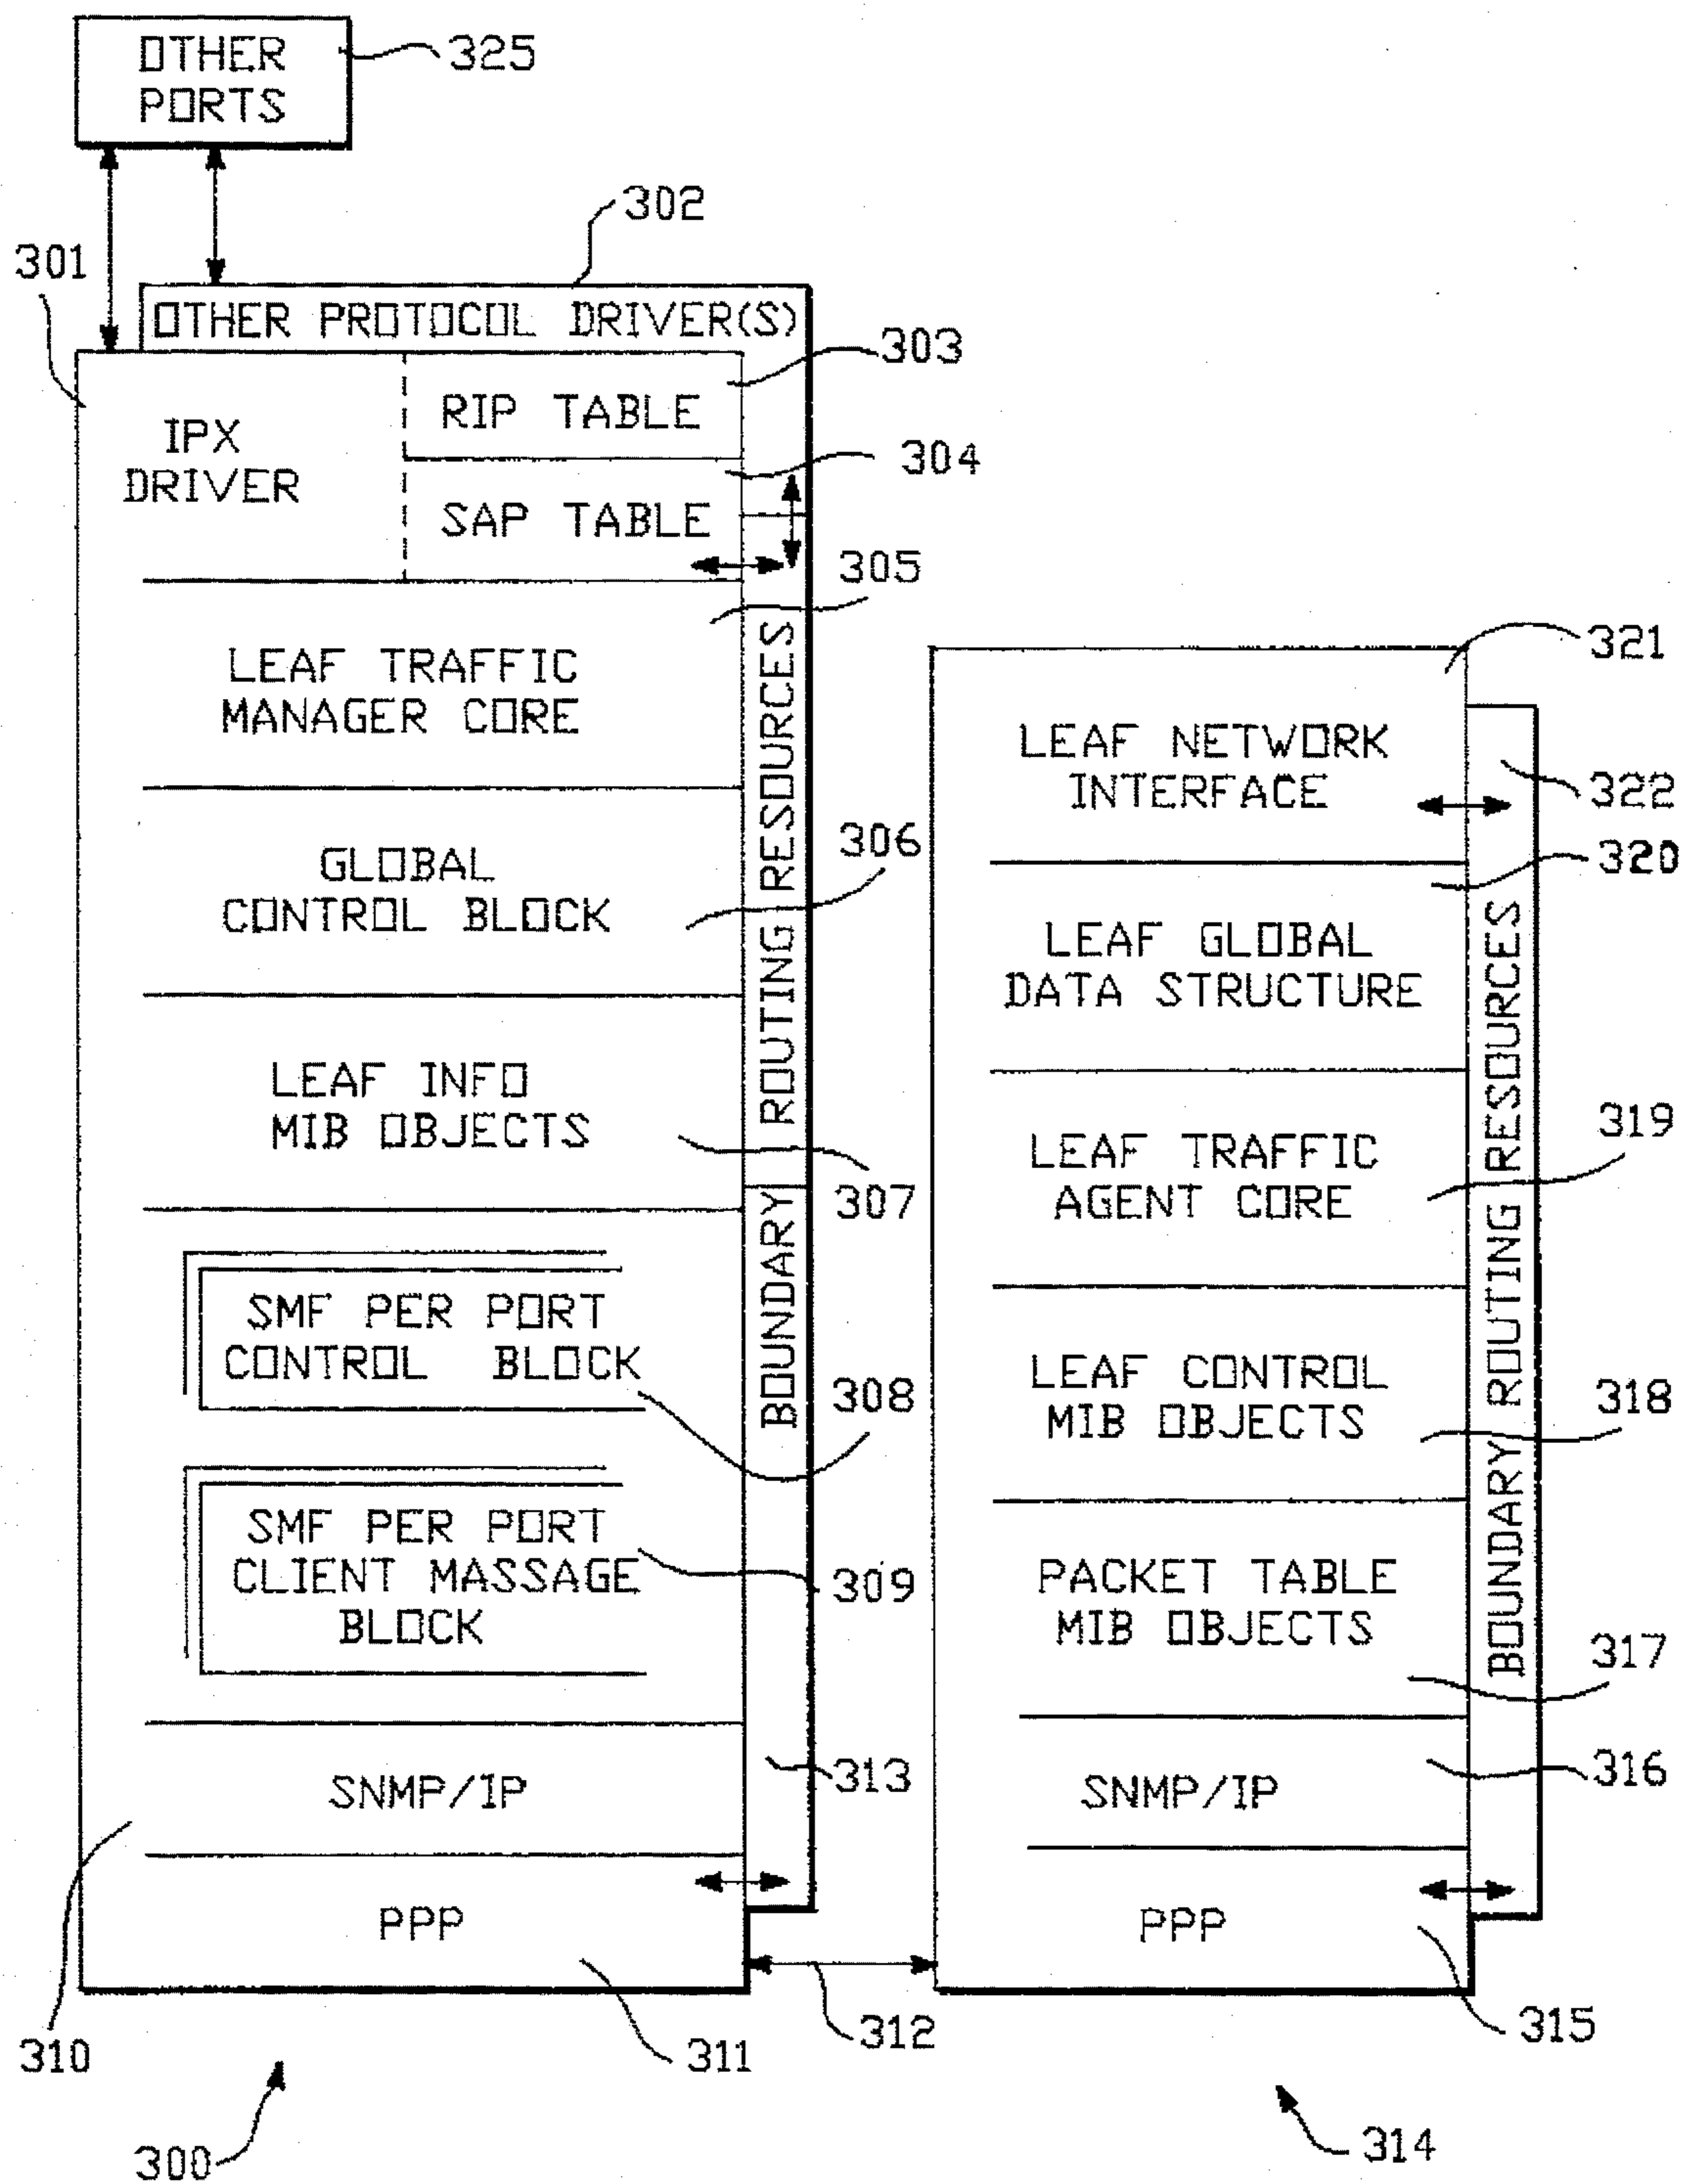 OTHER
PORTS
325
302
301
OTHER PROTOCOL DRIVER(S)
303
RIP TABLE
IPX
DRIVER
304
SAP TABLE
305
LEAF TRAFFIC
MANAGER CORE
306
GLOBAL
CONTROL BLOCK
LEAF INFO
MIB OBJECTS
307
SMF PER PORT
CONTROL BLOCK
308
SMF PER PORT
CLIENT MASSAGE
BLOCK
309
SNMP/IP
313
PPP
310
311
312
300
BOUNDARY ROUTING RESOURCES
321
LEAF NETWORK
INTERFACE
322
320
LEAF GLOBAL
DATA STRUCTURE
319
LEAF TRAFFIC
AGENT CORE
LEAF CONTROL
MIB OBJECTS
318
PACKET TABLE
MIB OBJECTS
317
SNMP/IP
316
PPP
315
314
BOUNDARY ROUTING RESOURCES